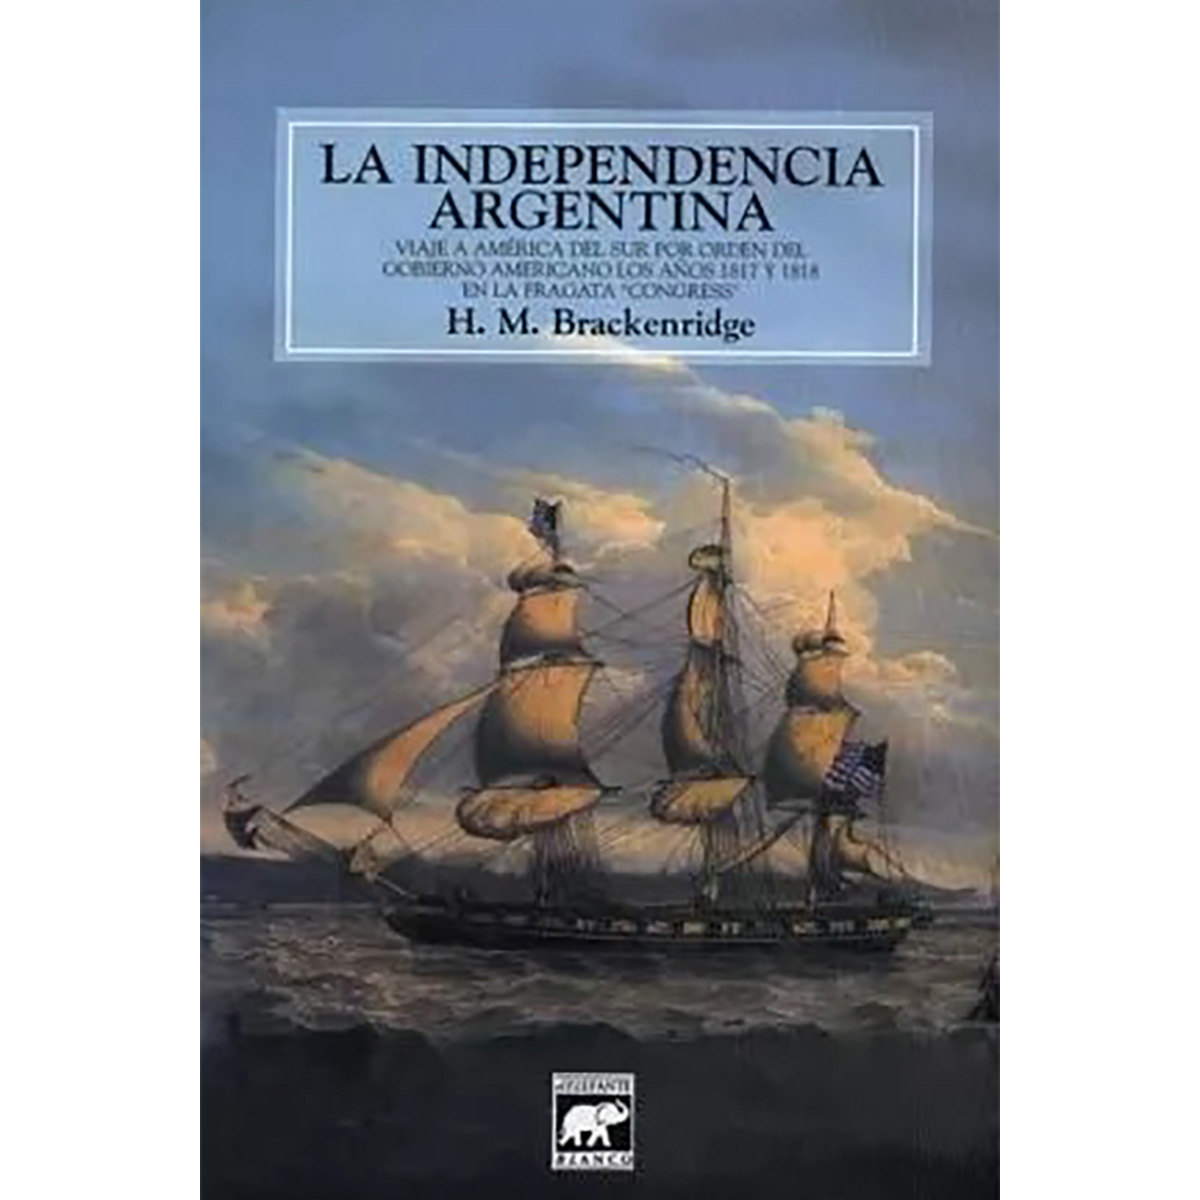 LA INDEPENDENCIA
ARGENTINA
VIAJE A AMÉRICA DEL SUR POR ORDEN DEL
GOBIERNO AMERICANO LOS AÑOS 1817 Y 1818
EN LA FRAGATA "CONGRESS"
H. M. Brackenridge
ELEFANTE
BLANCO